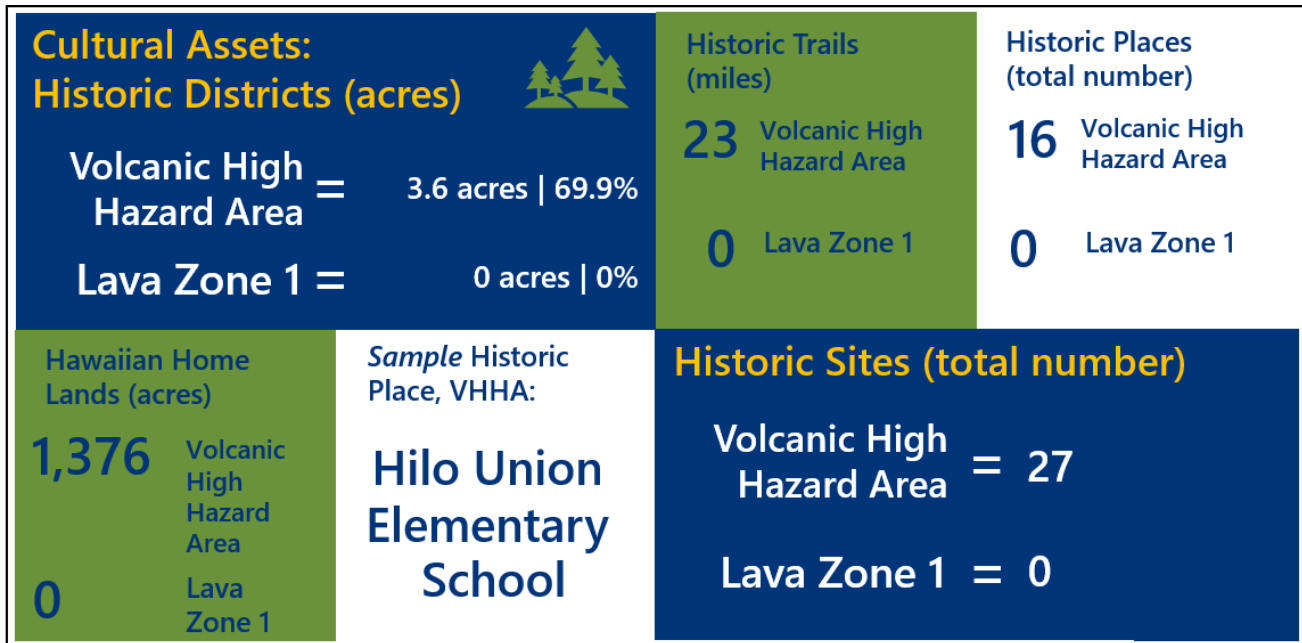 Cultural Assets:
Historic Districts (acres)
Volcanic High
Hazard Area
=
3.6 acres | 69.9%
Lava Zone 1 =
0 acres | 0%
Historic Trails
(miles)
23
Volcanic High
Hazard Area
0
Lava Zone 1
Historic Places
(total number)
16
Volcanic High
Hazard Area
0
Lava Zone 1
Hawaiian Home
Lands (acres)
1,376
Volcanic
High
Hazard
Area
0
Lava
Zone 1
Sample Historic
Place, VHHA:
Hilo Union
Elementary
School
Historic Sites (total number)
Volcanic High
Hazard Area
= 27
Lava Zone 1 = 0